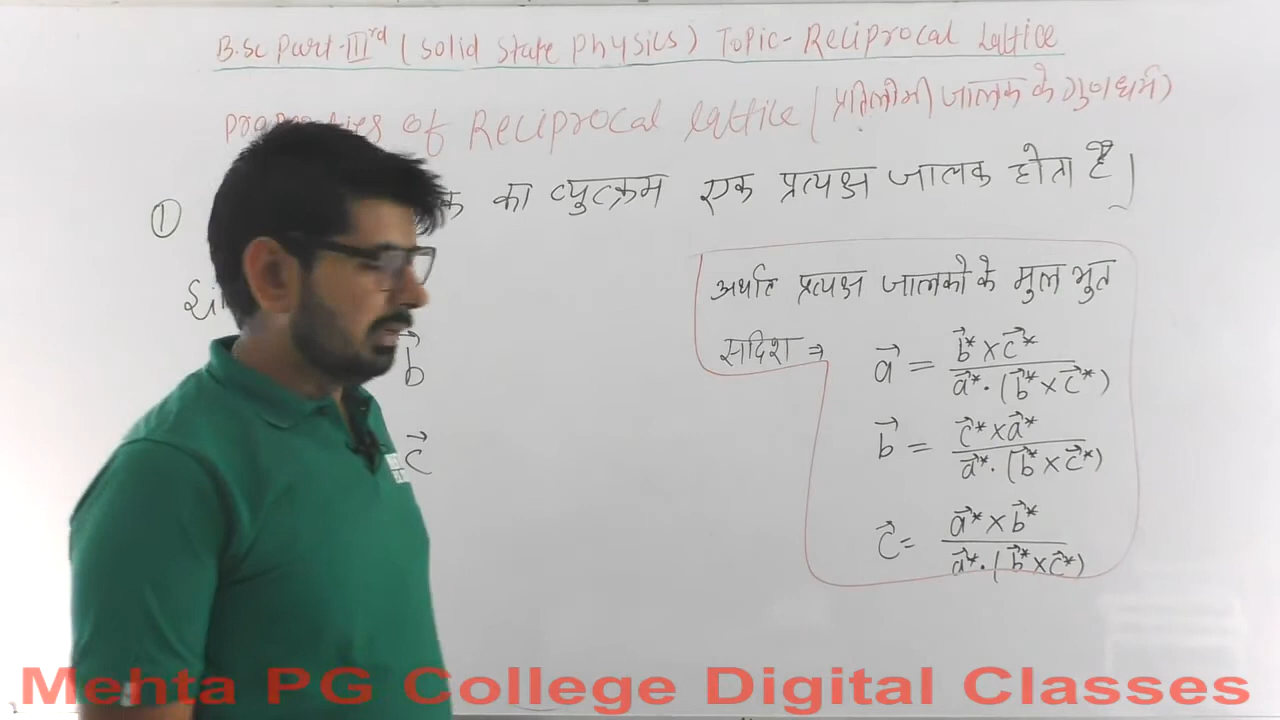 B.Sc Part-III rd (Solid State Physics) Topic- Reciprocal Lattice
of Reciprocal lattice (प्रतिलोमी जालक के गुणधर्म)
① का व्युत्क्रम एक प्रत्यक्ष जालक होता है।
अर्थात प्रत्यक्ष जालको के मुल भुत
सदिश ⇒ a⃗ = b⃗* × c⃗* / a⃗*·(b⃗* × c⃗*)
b⃗
b⃗ = c⃗* × a⃗* / a⃗*·(b⃗* × c⃗*)
c⃗
c⃗ = a⃗* × b⃗* / a⃗*·(b⃗* × c⃗*)
Mehta PG College Digital Classes